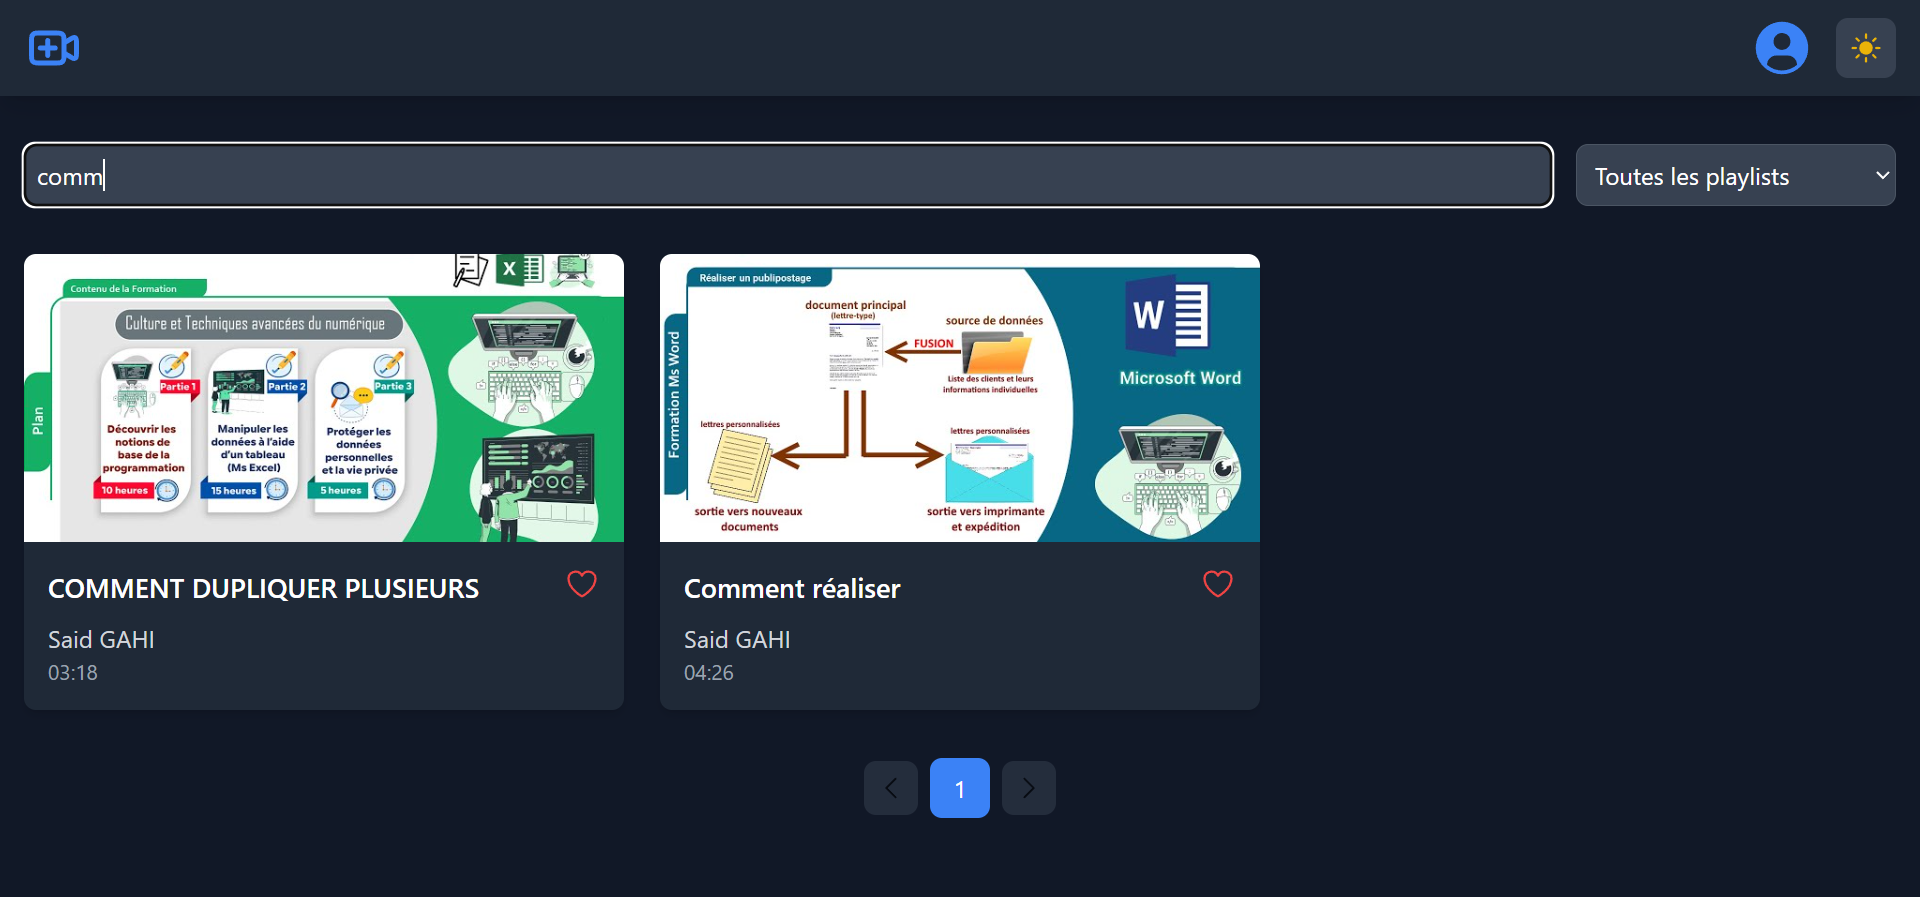 comm
Toutes les playlists
Contenu de la Formation
Culture et Techniques avancées du numérique
Plan
Partie 1
Découvrir les
notions de
base de la
programmation
10 heures
Partie 2
Manipuler les
données à l'aide
d'un tableau
(Ms Excel)
15 heures
Partie 3
Protéger les
données
personnelles
et la vie privée
5 heures
X
COMMENT DUPLIQUER PLUSIEURS
Said GAHI
03:18
Réaliser un publipostage
Formation Ms Word
document principal
(lettre-type)
source de données
FUSION
Liste des clients et leurs
informations individuelles
lettres personnalisées
sortie vers nouveaux
documents
lettres personnalisées
sortie vers imprimante
et expédition
W
Microsoft Word
Comment réaliser
Said GAHI
04:26
1